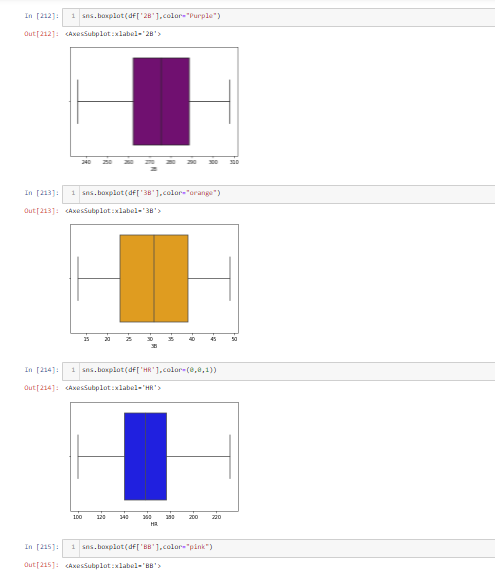 In [212]: 1 sns.boxplot(df['2B'],color="Purple")
Out[212]: <AxesSubplot:xlabel='2B'>
240 250 260 270 280 290 300 310
2B
In [213]: 1 sns.boxplot(df['3B'],color="orange")
Out[213]: <AxesSubplot:xlabel='3B'>
15 20 25 30 35 40 45 50
3B
In [214]: 1 sns.boxplot(df['HR'],color=(0,0,1))
Out[214]: <AxesSubplot:xlabel='HR'>
100 120 140 160 180 200 220
HR
In [215]: 1 sns.boxplot(df['BB'],color="pink")
Out[215]: <AxesSubplot:xlabel='BB'>